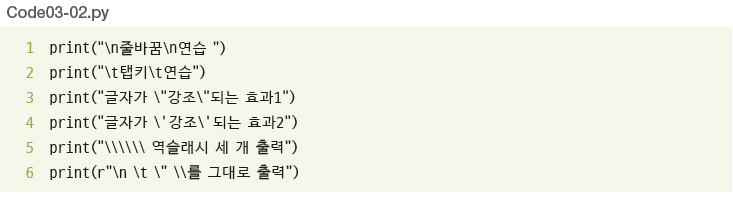 Code03-02.py
1 print("\n줄바꿈\n연습 ")
2 print("\t탭키\t연습")
3 print("글자가 \"강조\"되는 효과1")
4 print("글자가 \'강조\'되는 효과2")
5 print("\\\\\\ 역슬래시 세 개 출력")
6 print(r"\n \t \" \\를 그대로 출력")